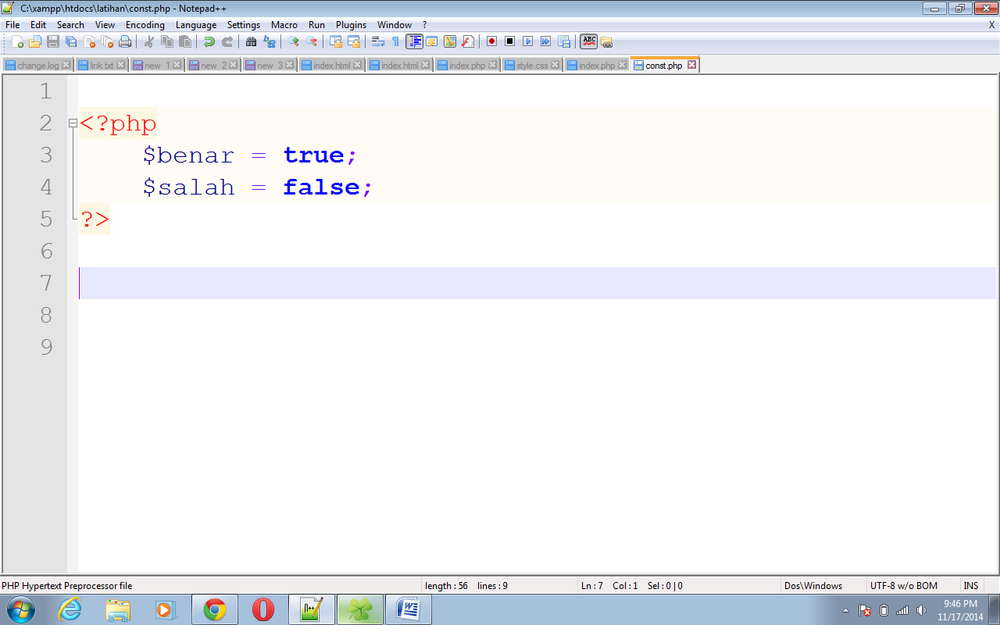 C:\xampp\htdocs\latihan\const.php - Notepad++
File Edit Search View Encoding Language Settings Macro Run Plugins Window ? X
ABC
change.log link.txt new 1 new 2 new 3 index.html index.html index.php style.css index.php const.php
1
2 <?php
3 $benar = true;
4 $salah = false;
5 ?>
6
7
8
9
PHP Hypertext Preprocessor file length : 56 lines : 9 Ln : 7 Col : 1 Sel : 0 | 0 Dos\Windows UTF-8 w/o BOM INS
9:46 PM
11/17/2014